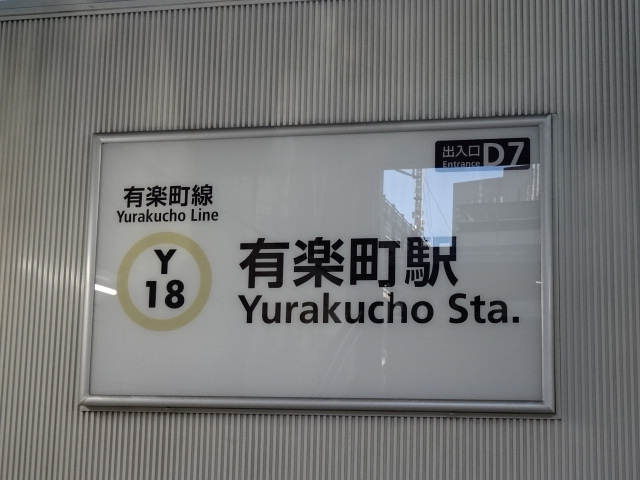 出入口
Entrance
D7
有楽町線
Yurakucho Line
Y
18
有楽町駅
Yurakucho Sta.